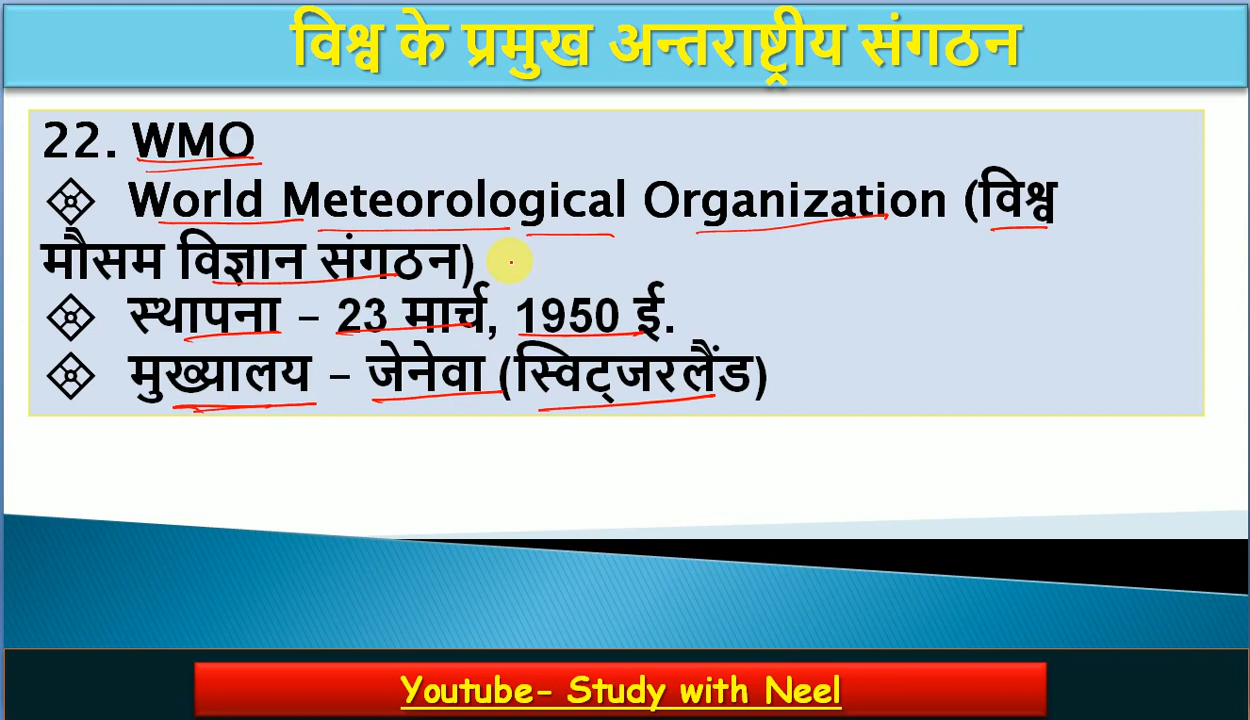 विश्व के प्रमुख अन्तराष्ट्रीय संगठन
22. WMO
World Meteorological Organization (विश्व
मौसम विज्ञान संगठन)
स्थापना – 23 मार्च, 1950 ई.
मुख्यालय – जेनेवा (स्विट्जरलैंड)
Youtube- Study with Neel